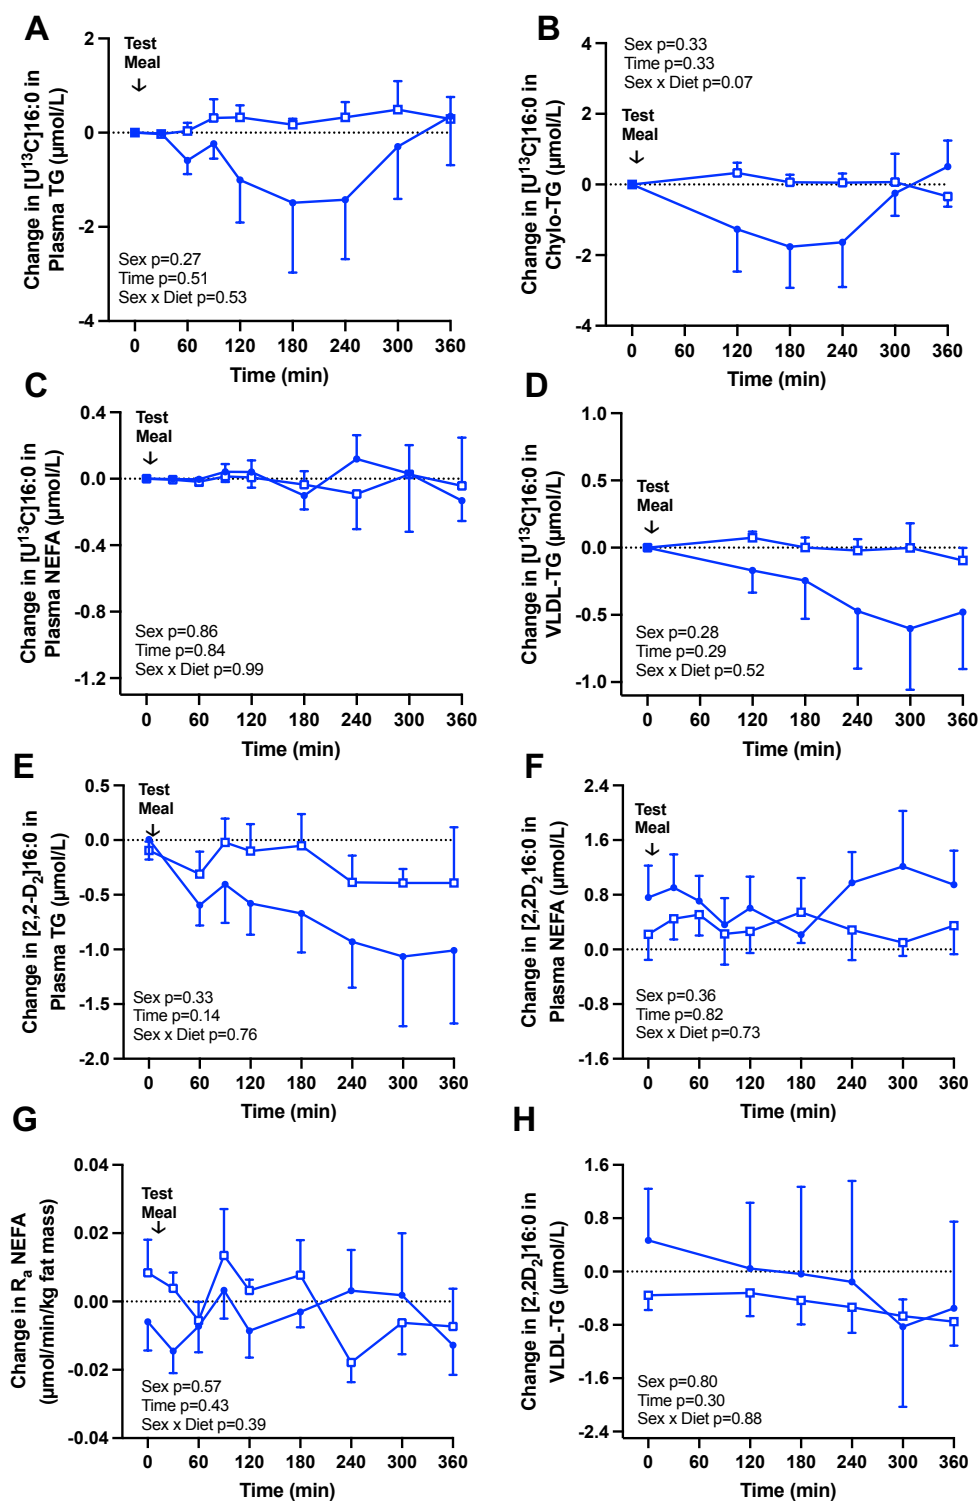 A
Test
Meal
↓
Change in [U¹³C]16:0 in
Plasma TG (µmol/L)
2
0
-2
-4
Sex p=0.27
Time p=0.51
Sex x Diet p=0.53
0 60 120 180 240 300 360
Time (min)
B
Sex p=0.33
Time p=0.33
Sex x Diet p=0.07
Test
Meal
↓
Change in [U¹³C]16:0 in
Chylo-TG (µmol/L)
4
2
0
-2
-4
0 60 120 180 240 300 360
Time (min)
C
Test
Meal
↓
Change in [U¹³C]16:0 in
Plasma NEFA (µmol/L)
0.4
0.0
-0.4
-0.8
-1.2
Sex p=0.86
Time p=0.84
Sex x Diet p=0.99
0 60 120 180 240 300 360
Time (min)
D
Test
Meal
↓
Change in [U¹³C]16:0 in
VLDL-TG (µmol/L)
1.0
0.5
0.0
-0.5
-1.0
Sex p=0.28
Time p=0.29
Sex x Diet p=0.52
0 60 120 180 240 300 360
Time (min)
E
Test
Meal
↓
Change in [2,2-D₂]16:0 in
Plasma TG (µmol/L)
0.5
0.0
-0.5
-1.0
-1.5
-2.0
Sex p=0.33
Time p=0.14
Sex x Diet p=0.76
0 60 120 180 240 300 360
Time (min)
F
Test
Meal
↓
Change in [2,2D₂16:0 in
Plasma NEFA (µmol/L)
2.4
1.6
0.8
0.0
-0.8
-1.6
Sex p=0.36
Time p=0.82
Sex x Diet p=0.73
0 60 120 180 240 300 360
Time (min)
G
Test
Meal
↓
Change in Rₐ NEFA
(µmol/min/kg fat mass)
0.04
0.02
0.00
-0.02
-0.04
Sex p=0.57
Time p=0.43
Sex x Diet p=0.39
0 60 120 180 240 300 360
Time (min)
H
Change in [2,2D₂]16:0 in
VLDL-TG (µmol/L)
1.6
0.8
0.0
-0.8
-1.6
-2.4
Sex p=0.80
Time p=0.30
Sex x Diet p=0.88
0 60 120 180 240 300 360
Time (min)